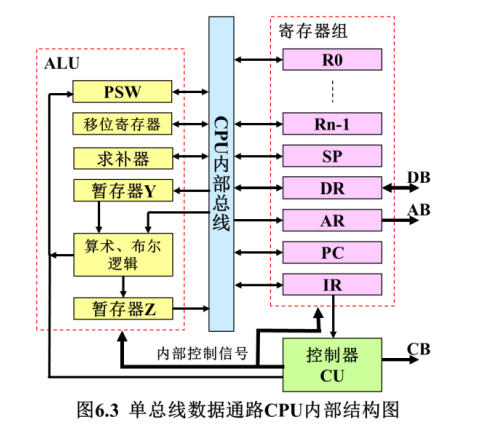 寄存器组
ALU
R0
PSW
移位寄存器
Rn-1
求补器
SP
暂存器Y
DR
DB
CPU内部总线
AR
AB
算术、布尔
逻辑
PC
暂存器Z
IR
内部控制信号
控制器
CU
CB
图6.3 单总线数据通路CPU内部结构图